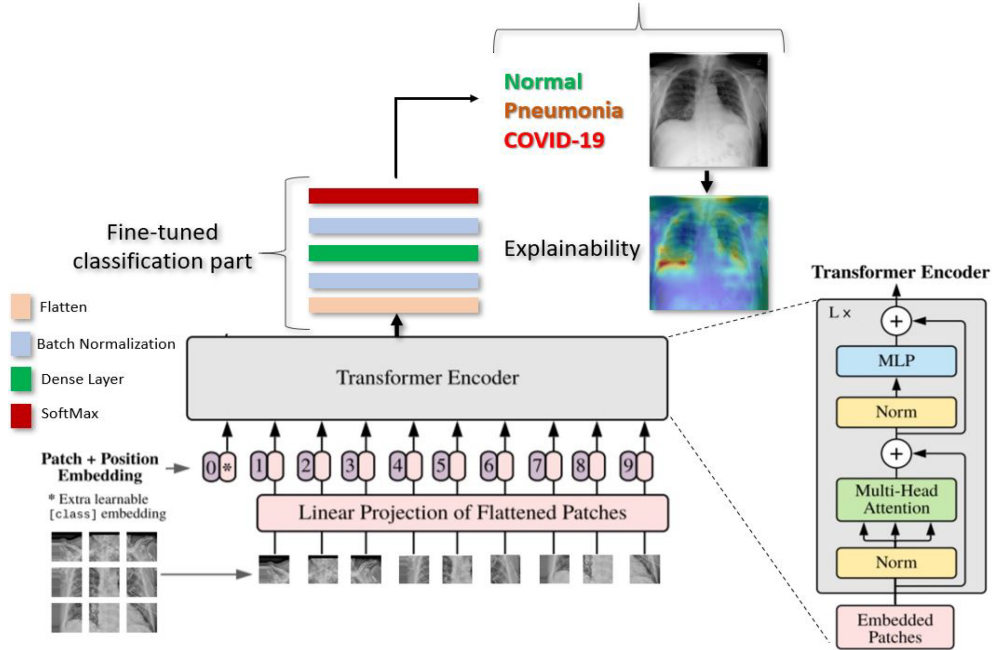 Normal
Pneumonia
COVID-19
Explainability
Fine-tuned
classification part
Flatten
Batch Normalization
Dense Layer
SoftMax
Transformer Encoder
Patch + Position
Embedding
* Extra learnable
[class] embedding
0 * 1 2 3 4 5 6 7 8 9
Linear Projection of Flattened Patches
Transformer Encoder
L ×
+
MLP
Norm
+
Multi-Head
Attention
Norm
Embedded
Patches